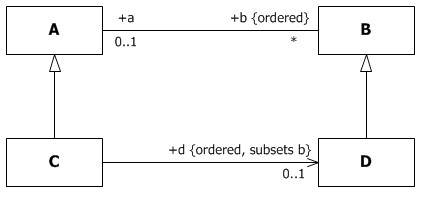 A
+a
+b {ordered}
B
0..1
*
C
+d {ordered, subsets b}
D
0..1